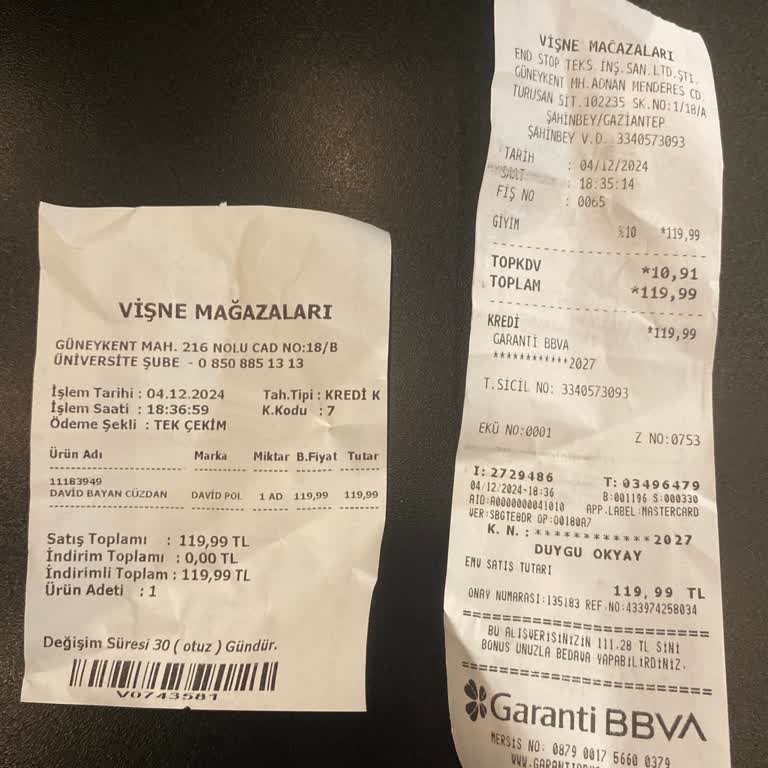 VİŞNE MAĞAZALARI
GÜNEYKENT MAH. 216 NOLU CAD NO:18/B
ÜNİVERSİTE ŞUBE - 0 850 885 13 13
İşlem Tarihi : 04.12.2024 Tah.Tipi : KREDİ K
İşlem Saati : 18:36:59 K.Kodu : 7
Ödeme Şekli : TEK ÇEKİM
Ürün Adı Marka Miktar B.Fiyat Tutar
11183949
DAVID BAYAN CÜZDAN DAVID POL 1 AD 119,99 119,99
Satış Toplamı : 119,99 TL
İndirim Toplamı : 0,00 TL
İndirimli Toplam : 119,99 TL
Ürün Adeti : 1
Değişim Süresi 30 ( otuz ) Gündür.
V0743581
VİŞNE MAĞAZALARI
END STOP TEKS.İNŞ.SAN.LTD.ŞTİ.
GÜNEYKENT MH.ADNAN MENDERES CD.
TURUSAN SİT.102235 SK.NO:1/18/A
ŞAHİNBEY/GAZİANTEP
ŞAHİNBEY V.D. 3340573093
TARİH : 04/12/2024
SAAT : 18:35:14
FİŞ NO : 0065
GİYİM %10 *119,99
TOPKDV *10,91
TOPLAM *119,99
KREDİ *119,99
GARANTİ BBVA
************2027
T.SİCİL NO: 3340573093
EKÜ NO:0001 Z NO:0753
I: 2729486 T: 03496479
04/12/2024-18:36 B:001196 S:000330
AID:A0000000041010 APP.LABEL:MASTERCARD
VER:SBGTE8DR OP:00180A7
K. N. : ************2027
DUYGU OKYAY
EMV SATIŞ TUTARI
119,99 TL
ONAY NUMARASI:135183 REF.NO:433974258034
BU ALIŞVERİŞİNİZİN 111.28 TL SİNİ
BONUS UNUZLA BEDAVA YAPABİLİRDİNİZ.
Garanti BBVA
MERSİS NO: 0879 0017 5660 0379